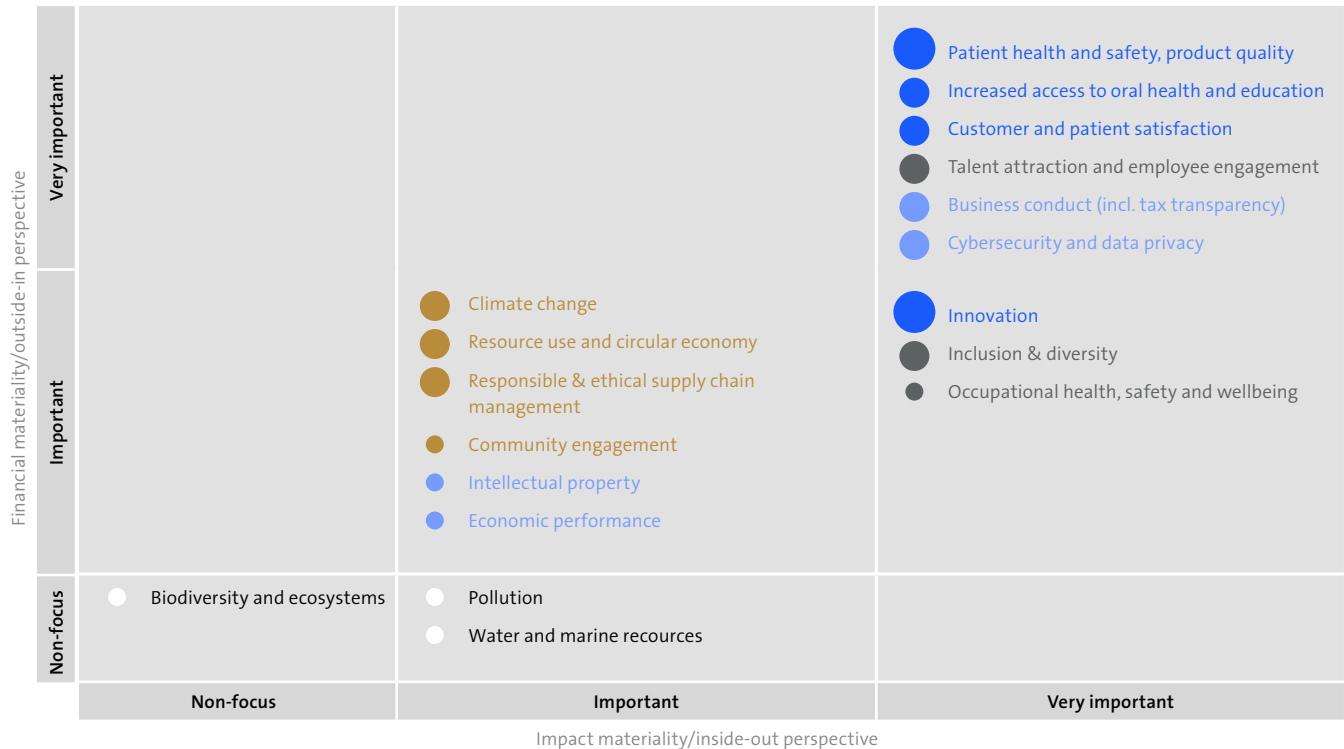 Financial materiality/outside-in perspective
Very important
Patient health and safety, product quality
Increased access to oral health and education
Customer and patient satisfaction
Talent attraction and employee engagement
Business conduct (incl. tax transparency)
Cybersecurity and data privacy
Important
Climate change
Resource use and circular economy
Responsible & ethical supply chain
management
Community engagement
Intellectual property
Economic performance
Innovation
Inclusion & diversity
Occupational health, safety and wellbeing
Non-focus
Biodiversity and ecosystems
Pollution
Water and marine recources
Non-focus
Important
Very important
Impact materiality/inside-out perspective